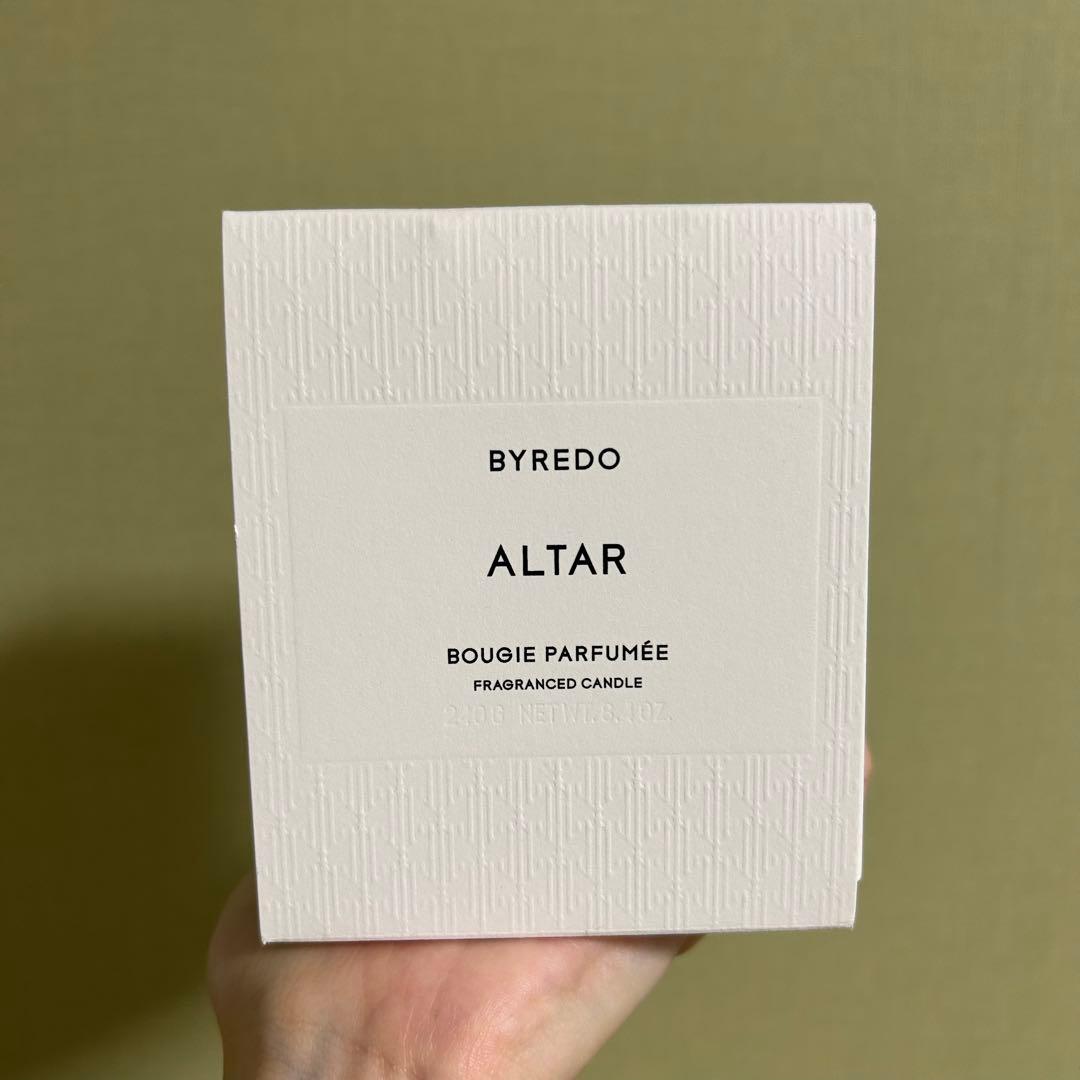 BYREDO
ALTAR
BOUGIE PARFUMÉE
FRAGRANCED CANDLE
240G NETWT.8.4OZ.